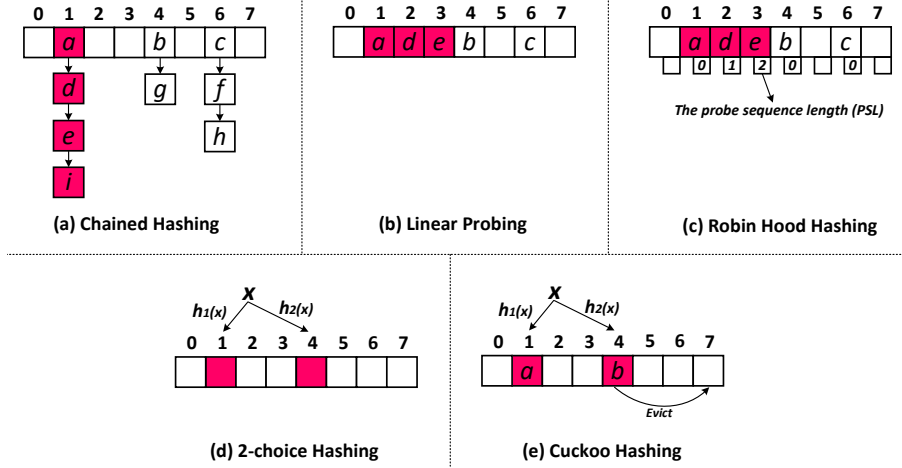 0 1 2 3 4 5 6 7
a b c
d g f
e h
i
(a) Chained Hashing
0 1 2 3 4 5 6 7
a d e b c
(b) Linear Probing
0 1 2 3 4 5 6 7
a d e b c
0 1 2 0 0
The probe sequence length (PSL)
(c) Robin Hood Hashing
x
h1(x) h2(x)
0 1 2 3 4 5 6 7
(d) 2-choice Hashing
x
h1(x) h2(x)
0 1 2 3 4 5 6 7
a b
Evict
(e) Cuckoo Hashing